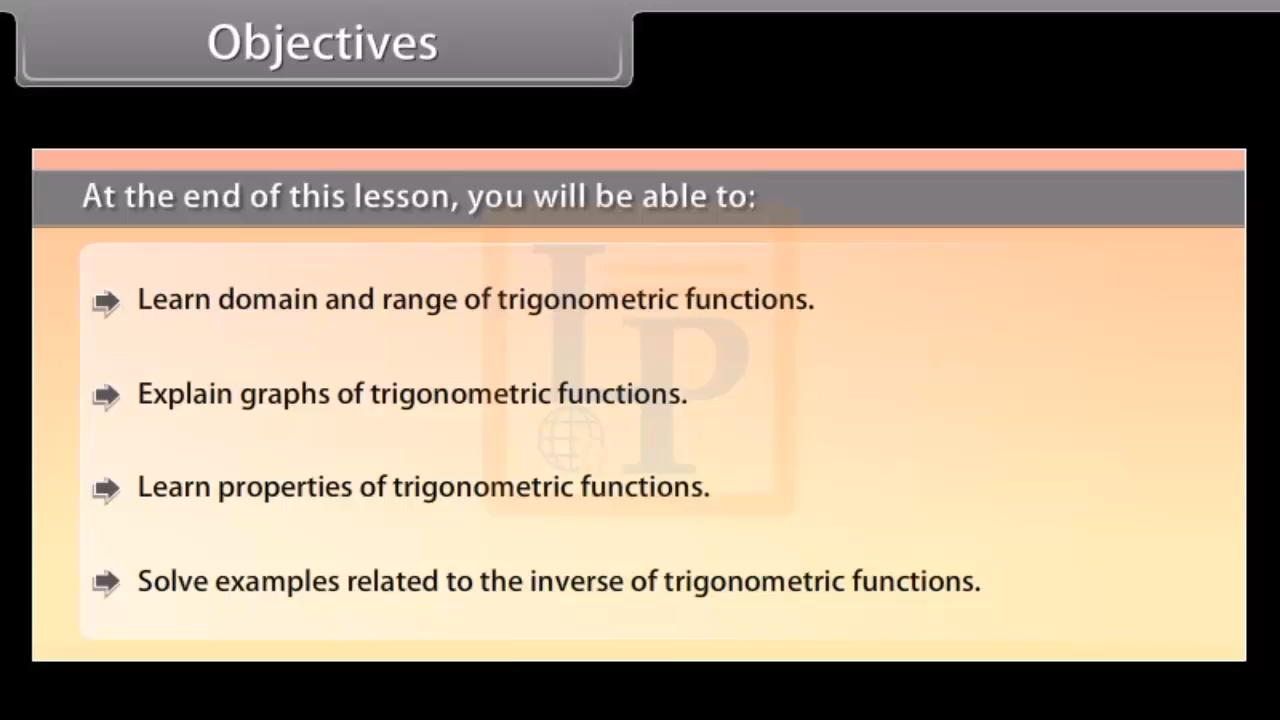 Objectives
At the end of this lesson, you will be able to:
Learn domain and range of trigonometric functions.
Explain graphs of trigonometric functions.
Learn properties of trigonometric functions.
Solve examples related to the inverse of trigonometric functions.
IP